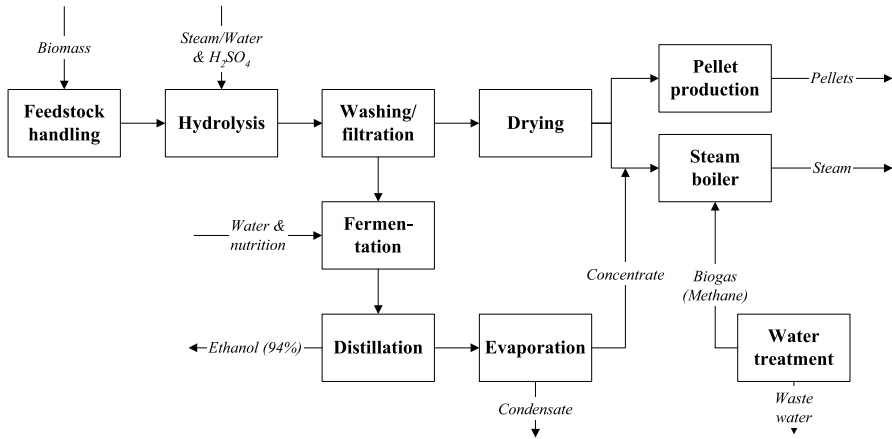 Biomass
Steam/Water
& H2SO4
Feedstock
handling
Hydrolysis
Washing/
filtration
Drying
Pellet
production
Pellets
Steam
boiler
Steam
Water &
nutrition
Fermen-
tation
Concentrate
Biogas
(Methane)
Ethanol (94%)
Distillation
Evaporation
Water
treatment
Condensate
Waste
water